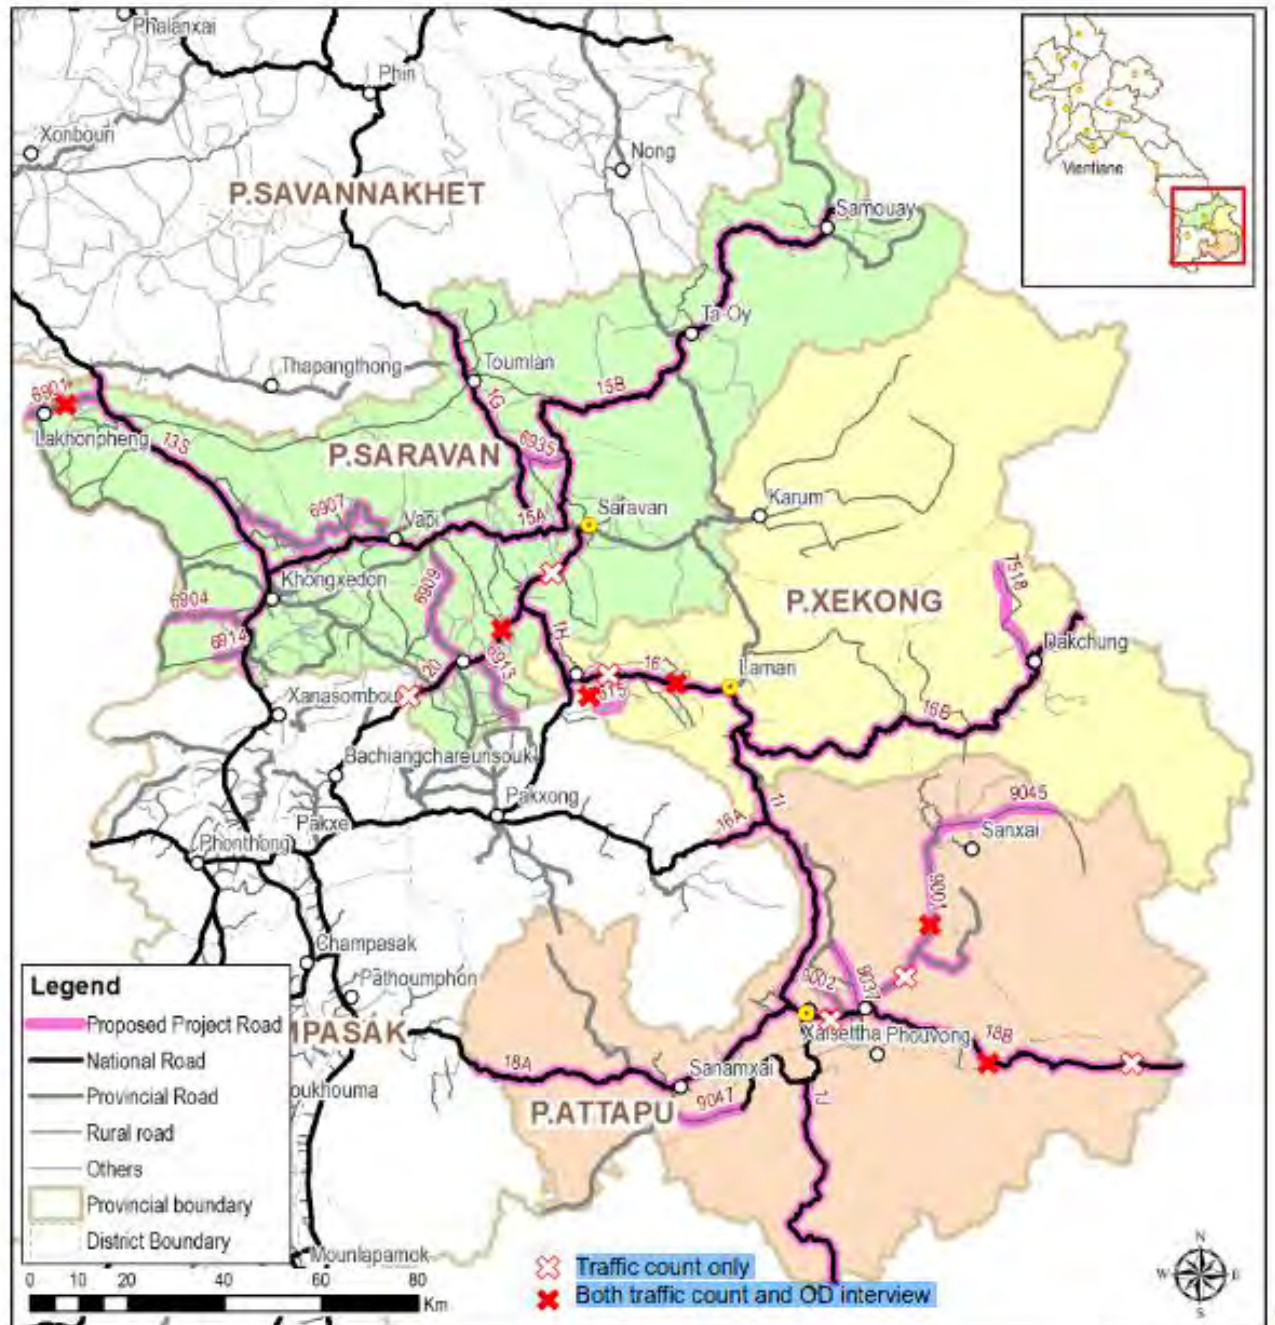 Phalanxai
Phin
Xonbouri
Nong
P.SAVANNAKHET
Vientiane
Samouay
Ta-Oy
Thapangthong
Toumlan
15B
1G
6901
Lakhonpheng
13S
6935
P.SARAVAN
Karum
6907
Vapi
15A
Saravan
7518
Khongxedon
6909
6904
P.XEKONG
6914
1H
Dakchung
20
6913
16
Laman
Xanasombou
16B
Bachiangchareunsouk
Pakxong
1I
9045
Pakxe
16A
Sanxai
Phonthong
9001
Champasak
Pathoumphon
9002
Legend
Proposed Project Road
National Road
Provincial Road
Rural road
Others
Provincial boundary
District Boundary
MPASAK
Xaisettha
Phouvong
18B
18A
Sanamxai
oukhouma
P.ATTAPU
1J
Mounlapamok
0 10 20 40 60 80
Km
Traffic count only
Both traffic count and OD interview
N
W
E
S